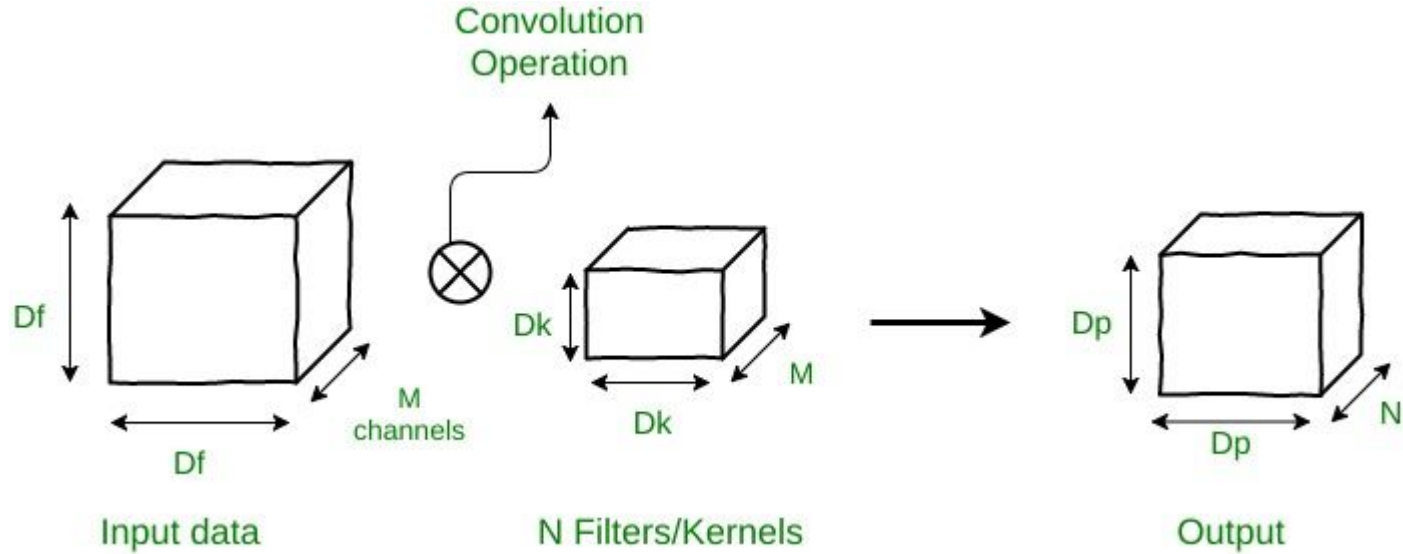 Convolution
Operation
Df
Df
M
channels
Dk
Dk
M
Dp
Dp
N
Input data
N Filters/Kernels
Output